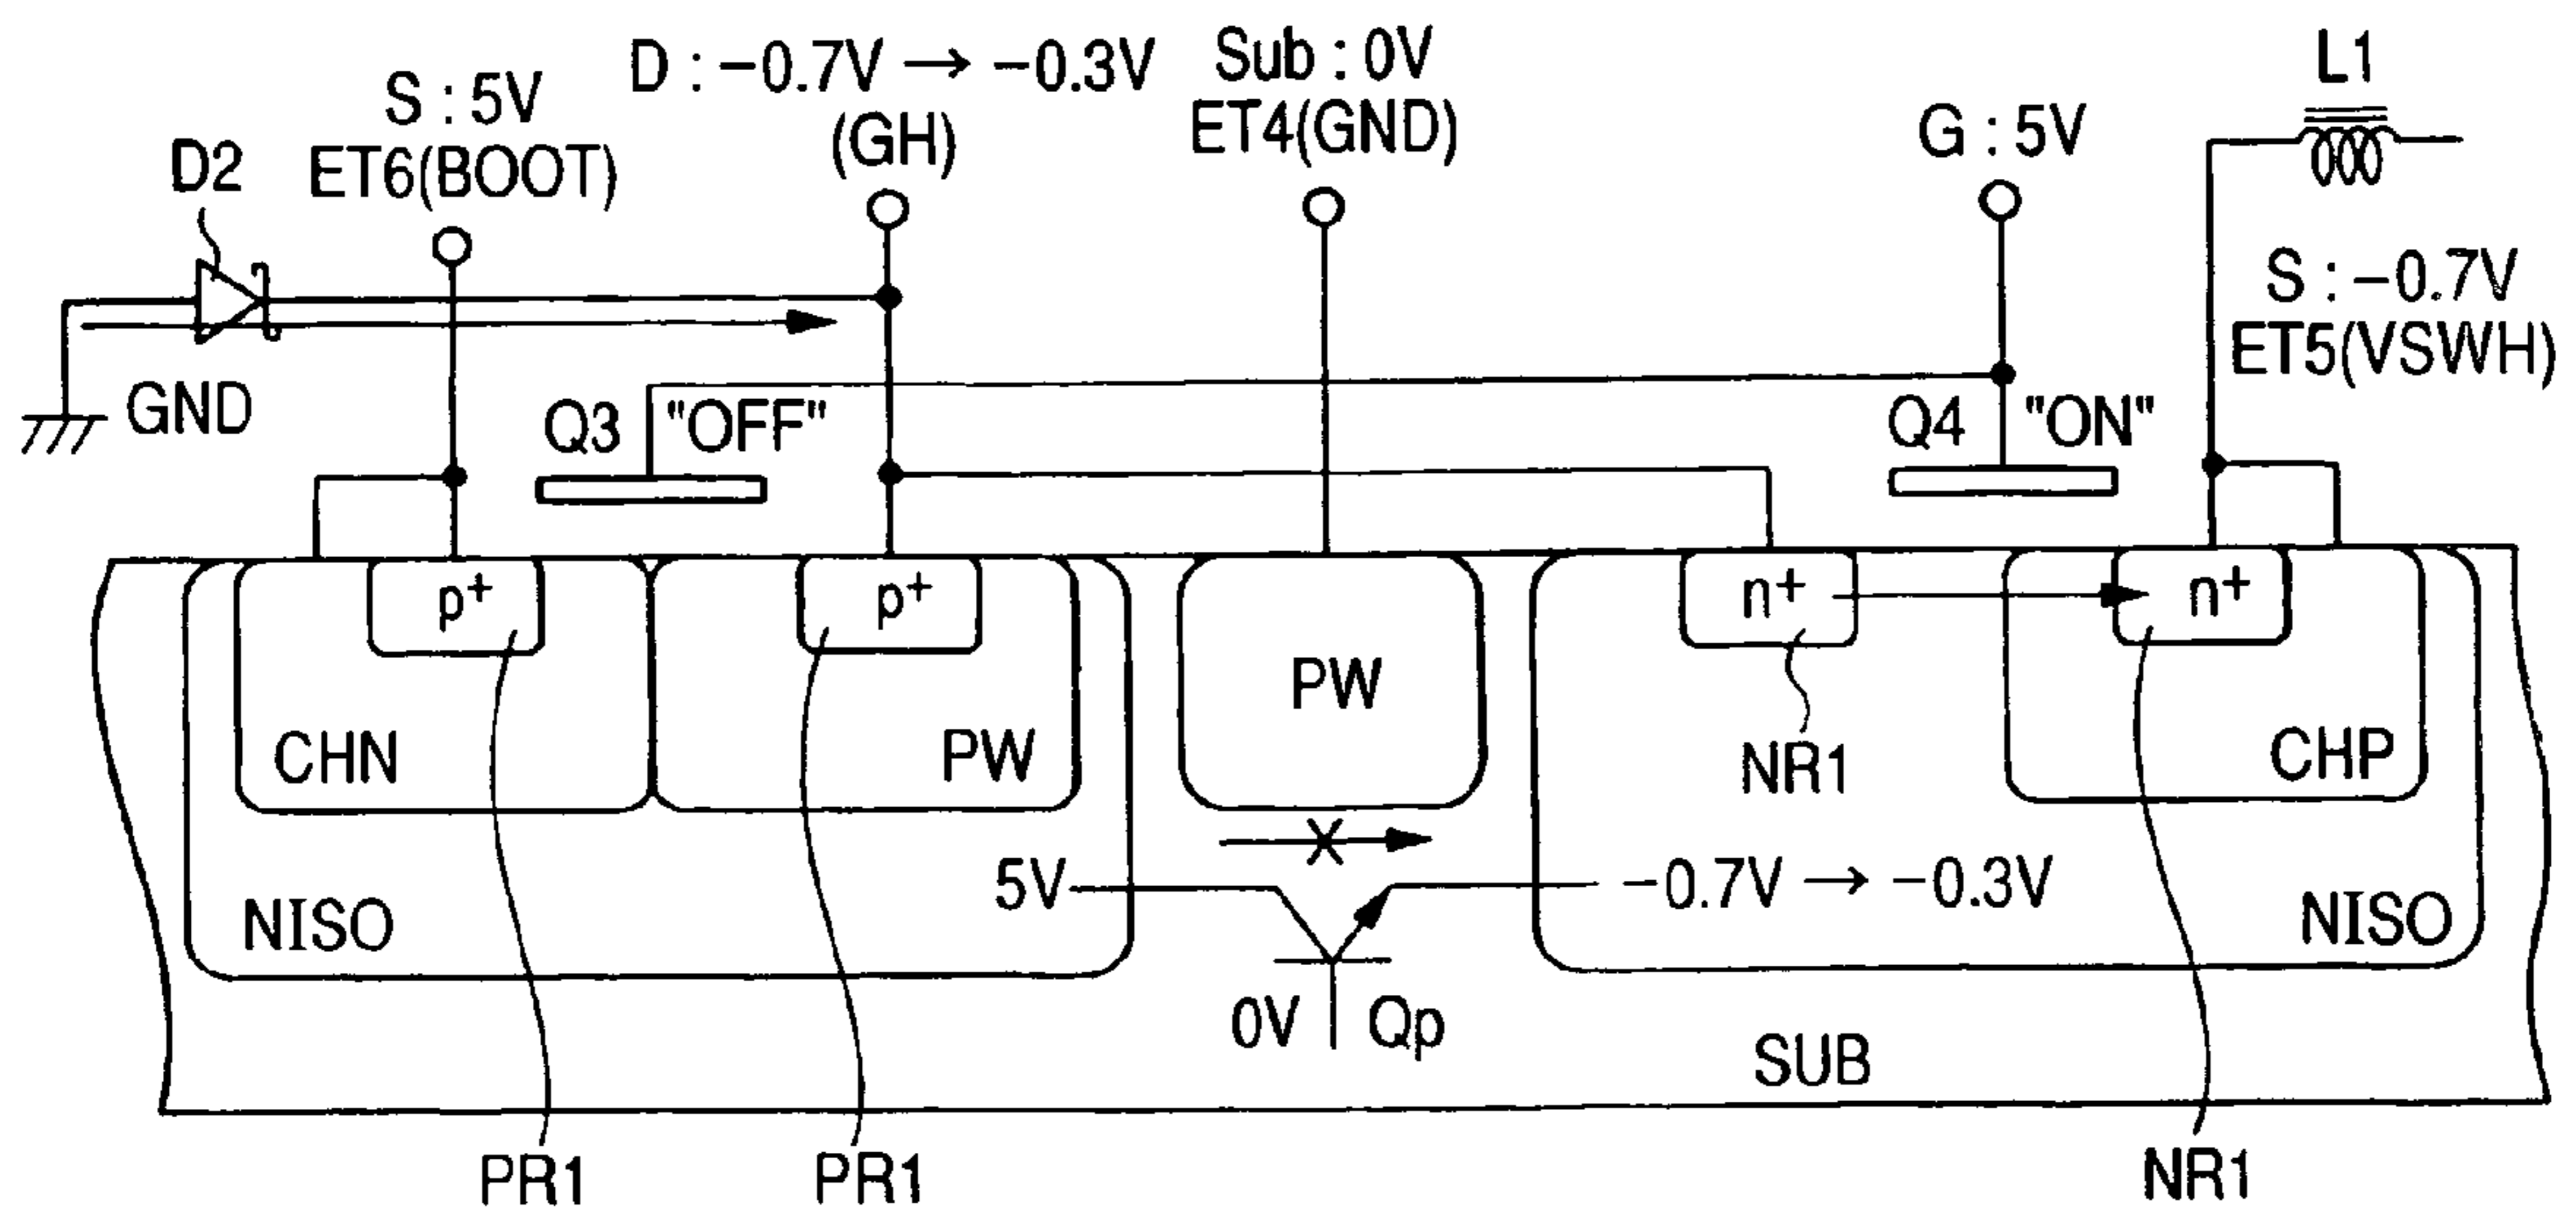 D : -0.7V → -0.3V
Sub : 0V
L1
S : 5V
(GH)
ET4(GND)
G : 5V
D2
ET6(BOOT)
S : -0.7V
ET5(VSWH)
GND
Q3
"OFF"
Q4
"ON"
p+
p+
n+
n+
PW
CHN
PW
NR1
CHP
5V
-0.7V → -0.3V
NISO
NISO
0V
Qp
SUB
PR1
PR1
NR1